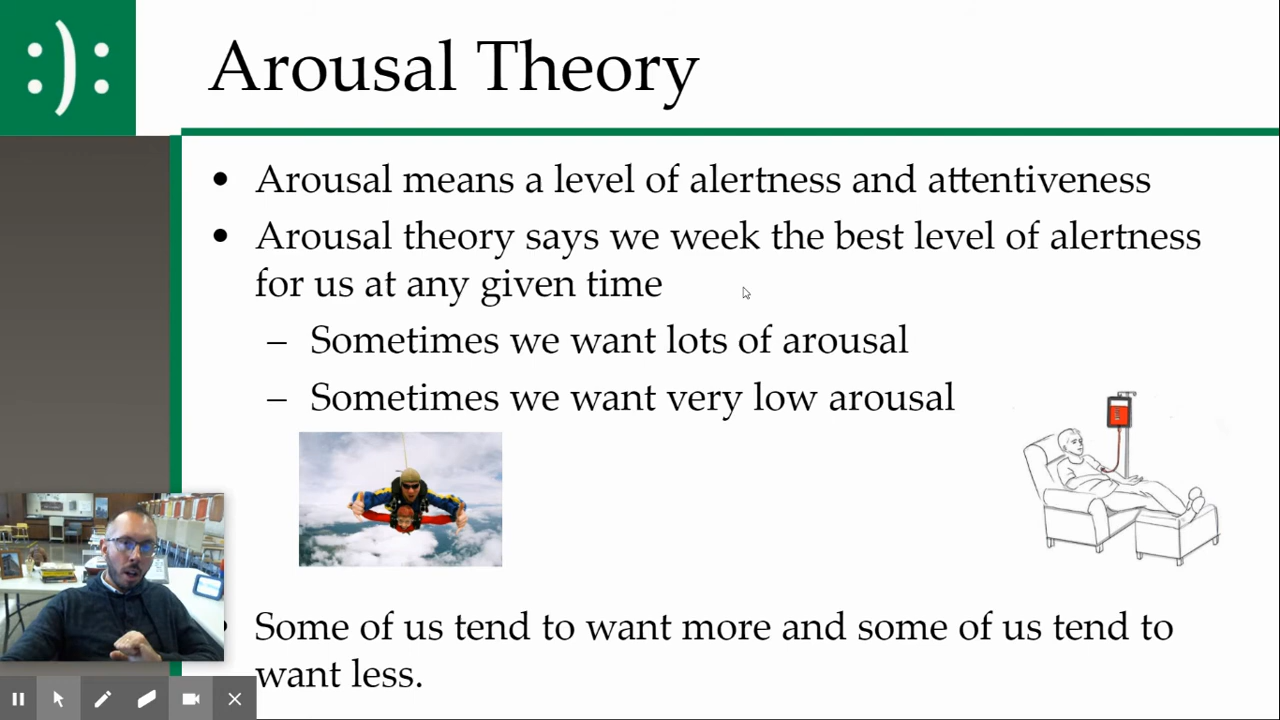 :):
Arousal Theory
• Arousal means a level of alertness and attentiveness
• Arousal theory says we week the best level of alertness
for us at any given time
– Sometimes we want lots of arousal
– Sometimes we want very low arousal
Some of us tend to want more and some of us tend to
want less.